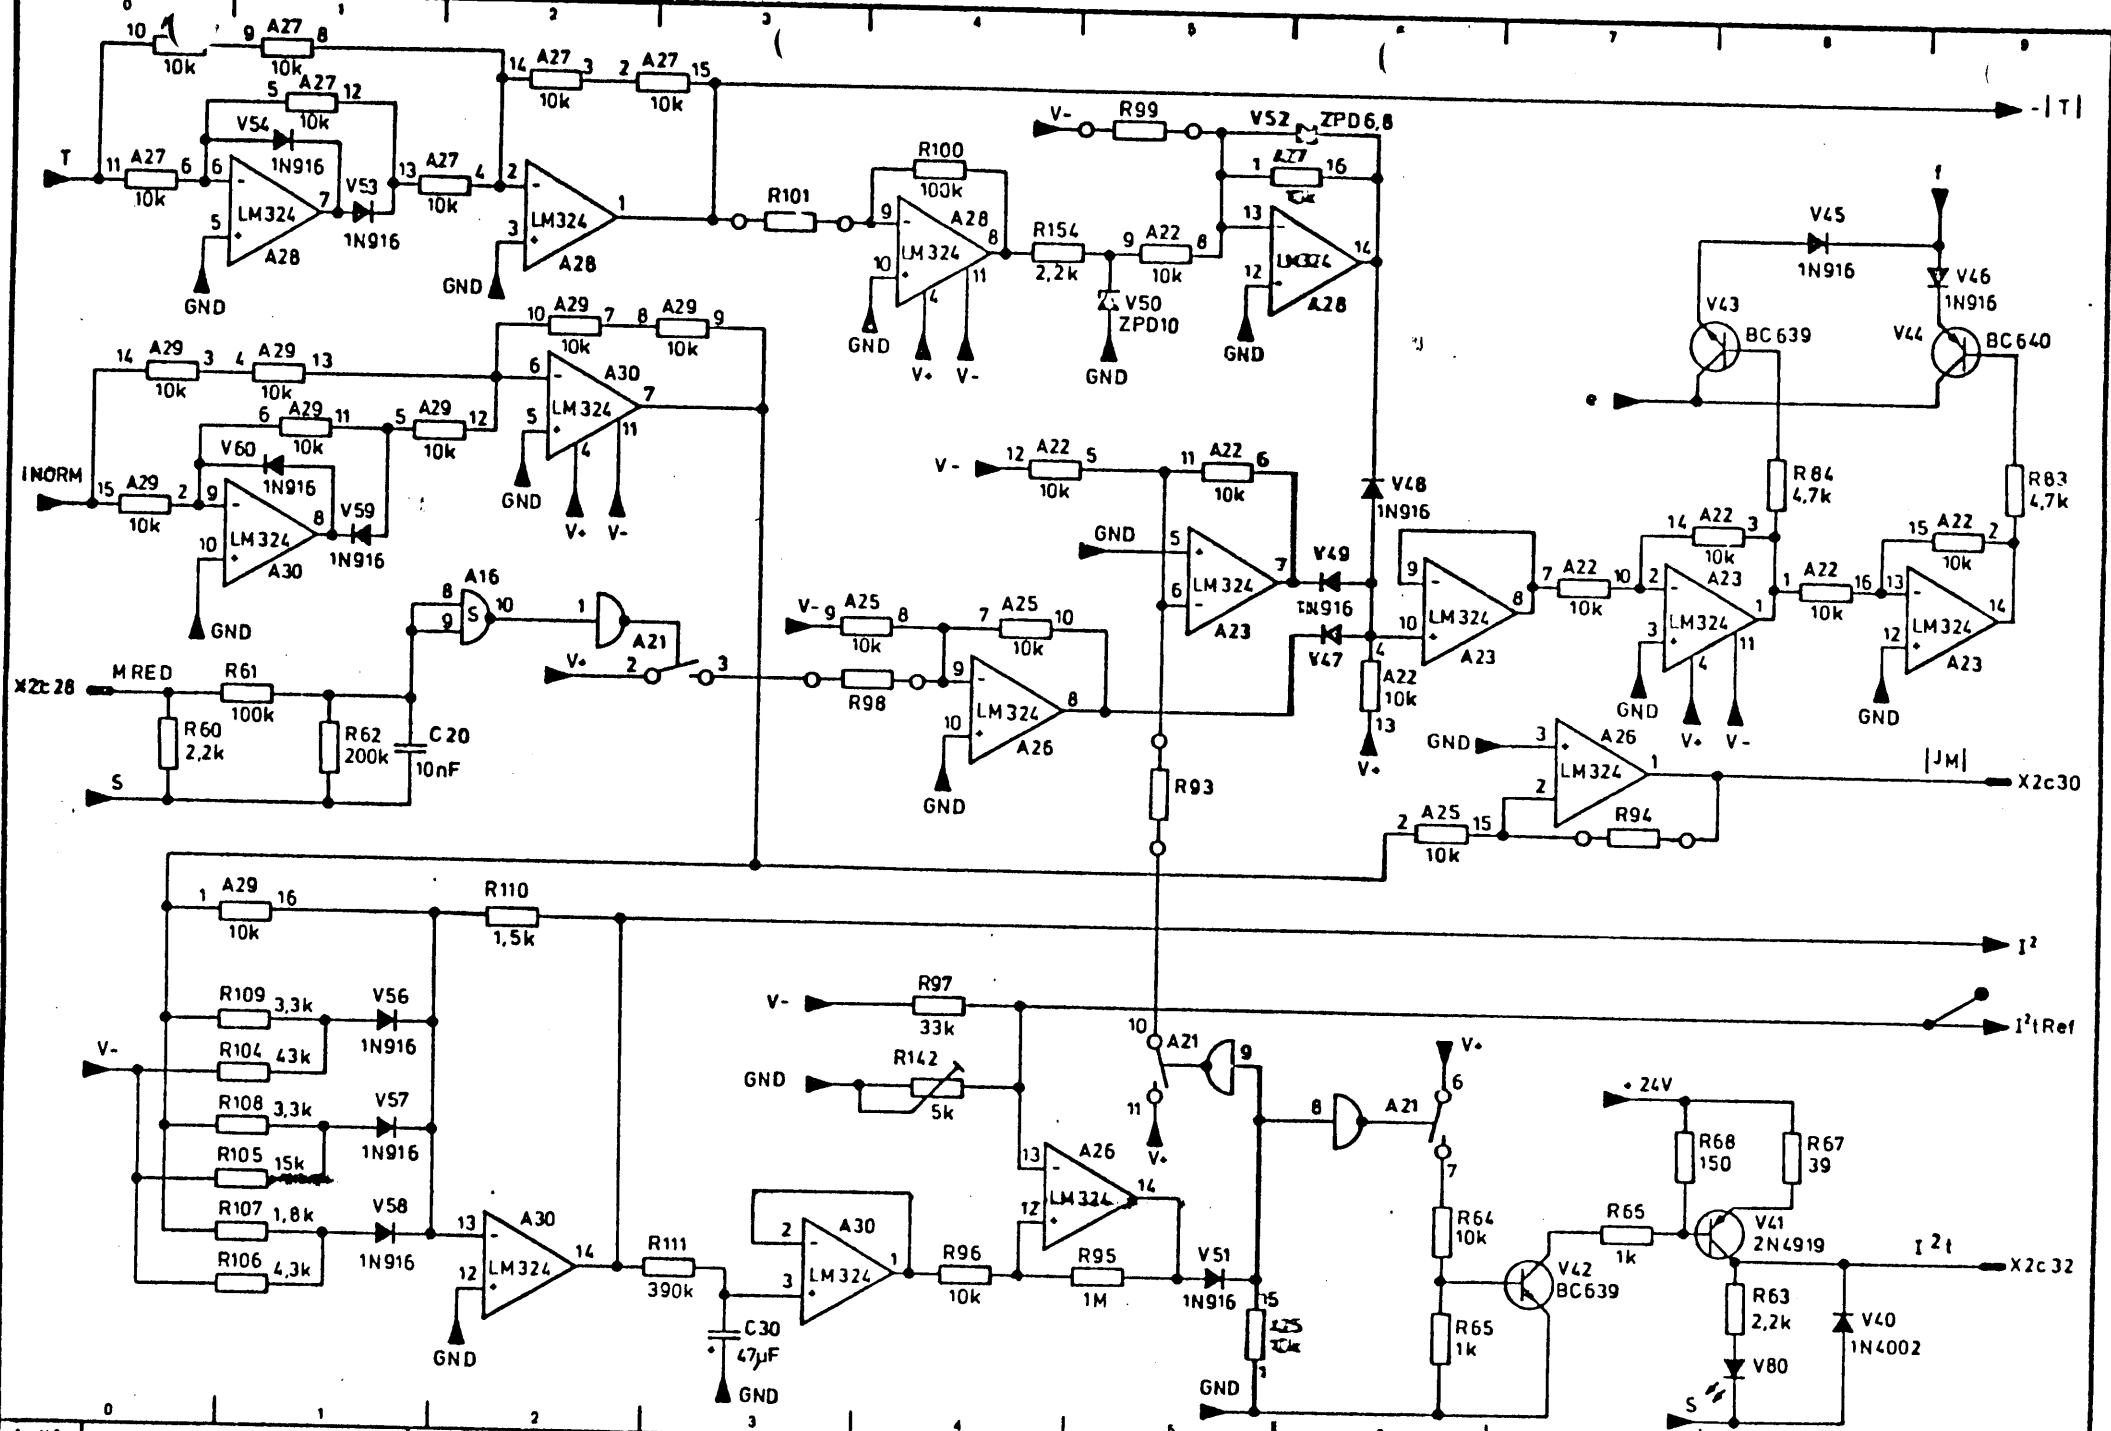 0 1 2 3 4 5 7 8 9
10 10k 9 A27 8 10k
5 A27 12 10k
14 A27 3 2 A27 15
10k 10k
-|T|
V54 1N916
T 11 A27 6 6 - 7 V53 13 A27 4 2 - 1
10k LM324 1N916 10k LM324
5 + A28 3 + A28
GND GND
R101
R100 100k
9 - A28 8 LM324 10 + 4 11
GND V+ V-
R154 2,2k
9 A22 8 10k
V50 ZPD10
GND
V- R99
V52 ZPD6,8
1 A27 16
13 - 14
12 A28
GND
f
V45 1N916
V46 1N916
V43 BC639
V44 BC640
e
R84 4,7k
R83 4,7k
10 A29 7 8 A29 9
10k 10k
14 A29 3 4 A29 13
10k 10k
6 - A30 7
LM324
5 + 4 11
GND V+ V-
6 A29 11 5 A29 12
10k 10k
V60 1N916
INORM 15 A29 2 9 - 8 V59
10k LM324 1N916
10 + A30
GND
V- 12 A22 5 11 A22 6
10k 10k
V48 1N916
GND 5 +
LM324 7 V49 1N916
6 - A23
V47
9 - 8
LM324
10 + A23
4 A22 10k 13
V+
7 A22 10 10k
14 A22 3 10k
2 - A23 1
LM324
3 + 4 11
GND V+ V-
1 A22 16 10k
15 A22 2 10k
13 - 14
LM324
12 + A23
GND
8 A16 10
9 S
1 A21
V+ 2 3
V- 9 A25 8 7 A25 10
10k 10k
R98
9 - 8
LM324
10 + A26
GND
X2c28 MRED R61 100k
R60 2,2k
R62 200k
C20 10nF
S
R93
GND 3 + A26 1
LM324
2 -
|JM| X2c30
2 A25 15 10k
R94
1 A29 16 10k
R110 1,5k
I²
R109 3,3k V56 1N916
V- R104 43k
R108 3,3k V57 1N916
R105 15k
R107 1,8k V58 1N916
R106 4,3k
13 - A30 14
LM324
12 +
GND
R111 390k
C30 + 47µF
GND
2 - A30 1
LM324
3 +
R96 10k
R95 1M
V- R97 33k
I²tRef
GND R142 5k
13 - A26 14
LM324
12 +
V51 1N916
10 A21 9
11 V+
8 A21
V+ 6 7
R64 10k
R65 1k
GND
V42 BC639
R65 1k
+24V
R68 150
R67 39
V41 2N4919
I²t X2c32
R63 2,2k
V40 1N4002
V80
S
0 1 2 3 4